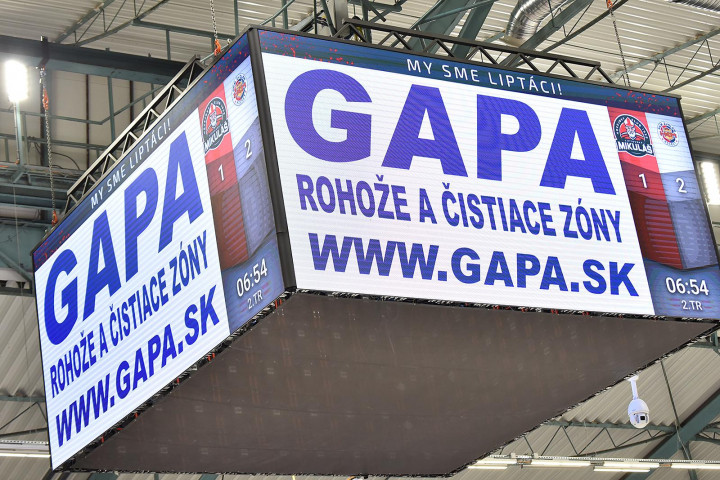 MY SME LIPTÁCI!
GAPA
ROHOŽE A ČISTIACE ZÓNY
WWW.GAPA.SK
1 2
06:54
2.TR
MY SME LIPTÁCI!
GAPA
ROHOŽE A ČISTIACE ZÓNY
WWW.GAPA.SK
MIKULÁŠ
1 2
06:54
2.TR